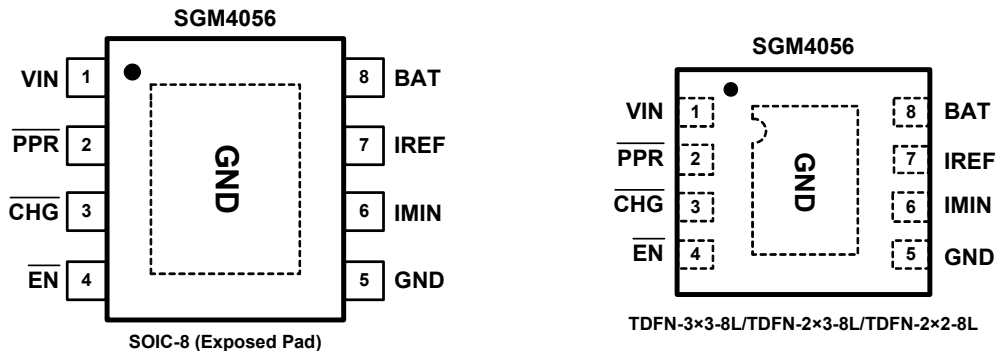 SGM4056
VIN 1
8 BAT
PPR 2
7 IREF
CHG 3
6 IMIN
EN 4
5 GND
GND
SOIC-8 (Exposed Pad)
SGM4056
VIN 1
8 BAT
PPR 2
7 IREF
CHG 3
6 IMIN
EN 4
5 GND
GND
TDFN-3×3-8L/TDFN-2×3-8L/TDFN-2×2-8L